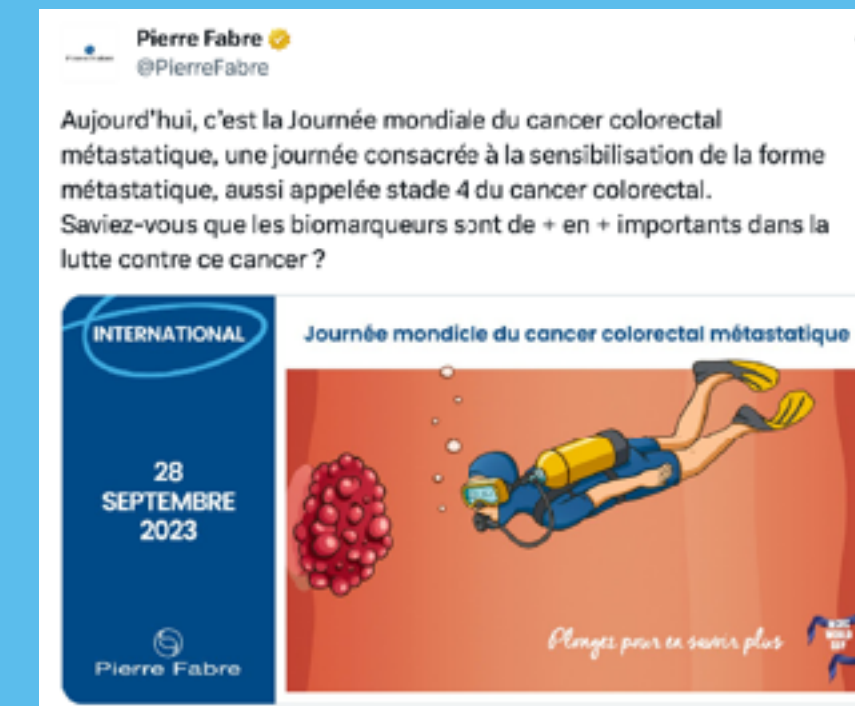 Pierre Fabre
@PierreFabre
Aujourd'hui, c'est la Journée mondiale du cancer colorectal
métastatique, une journée consacrée à la sensibilisation de la forme
métastatique, aussi appelée stade 4 du cancer colorectal.
Saviez-vous que les biomarqueurs sont de + en + importants dans la
lutte contre ce cancer ?
INTERNATIONAL
Journée mondiale du cancer colorectal métastatique
28
SEPTEMBRE
2023
Plongez pour en savoir plus
WORLD
DAY
Pierre Fabre